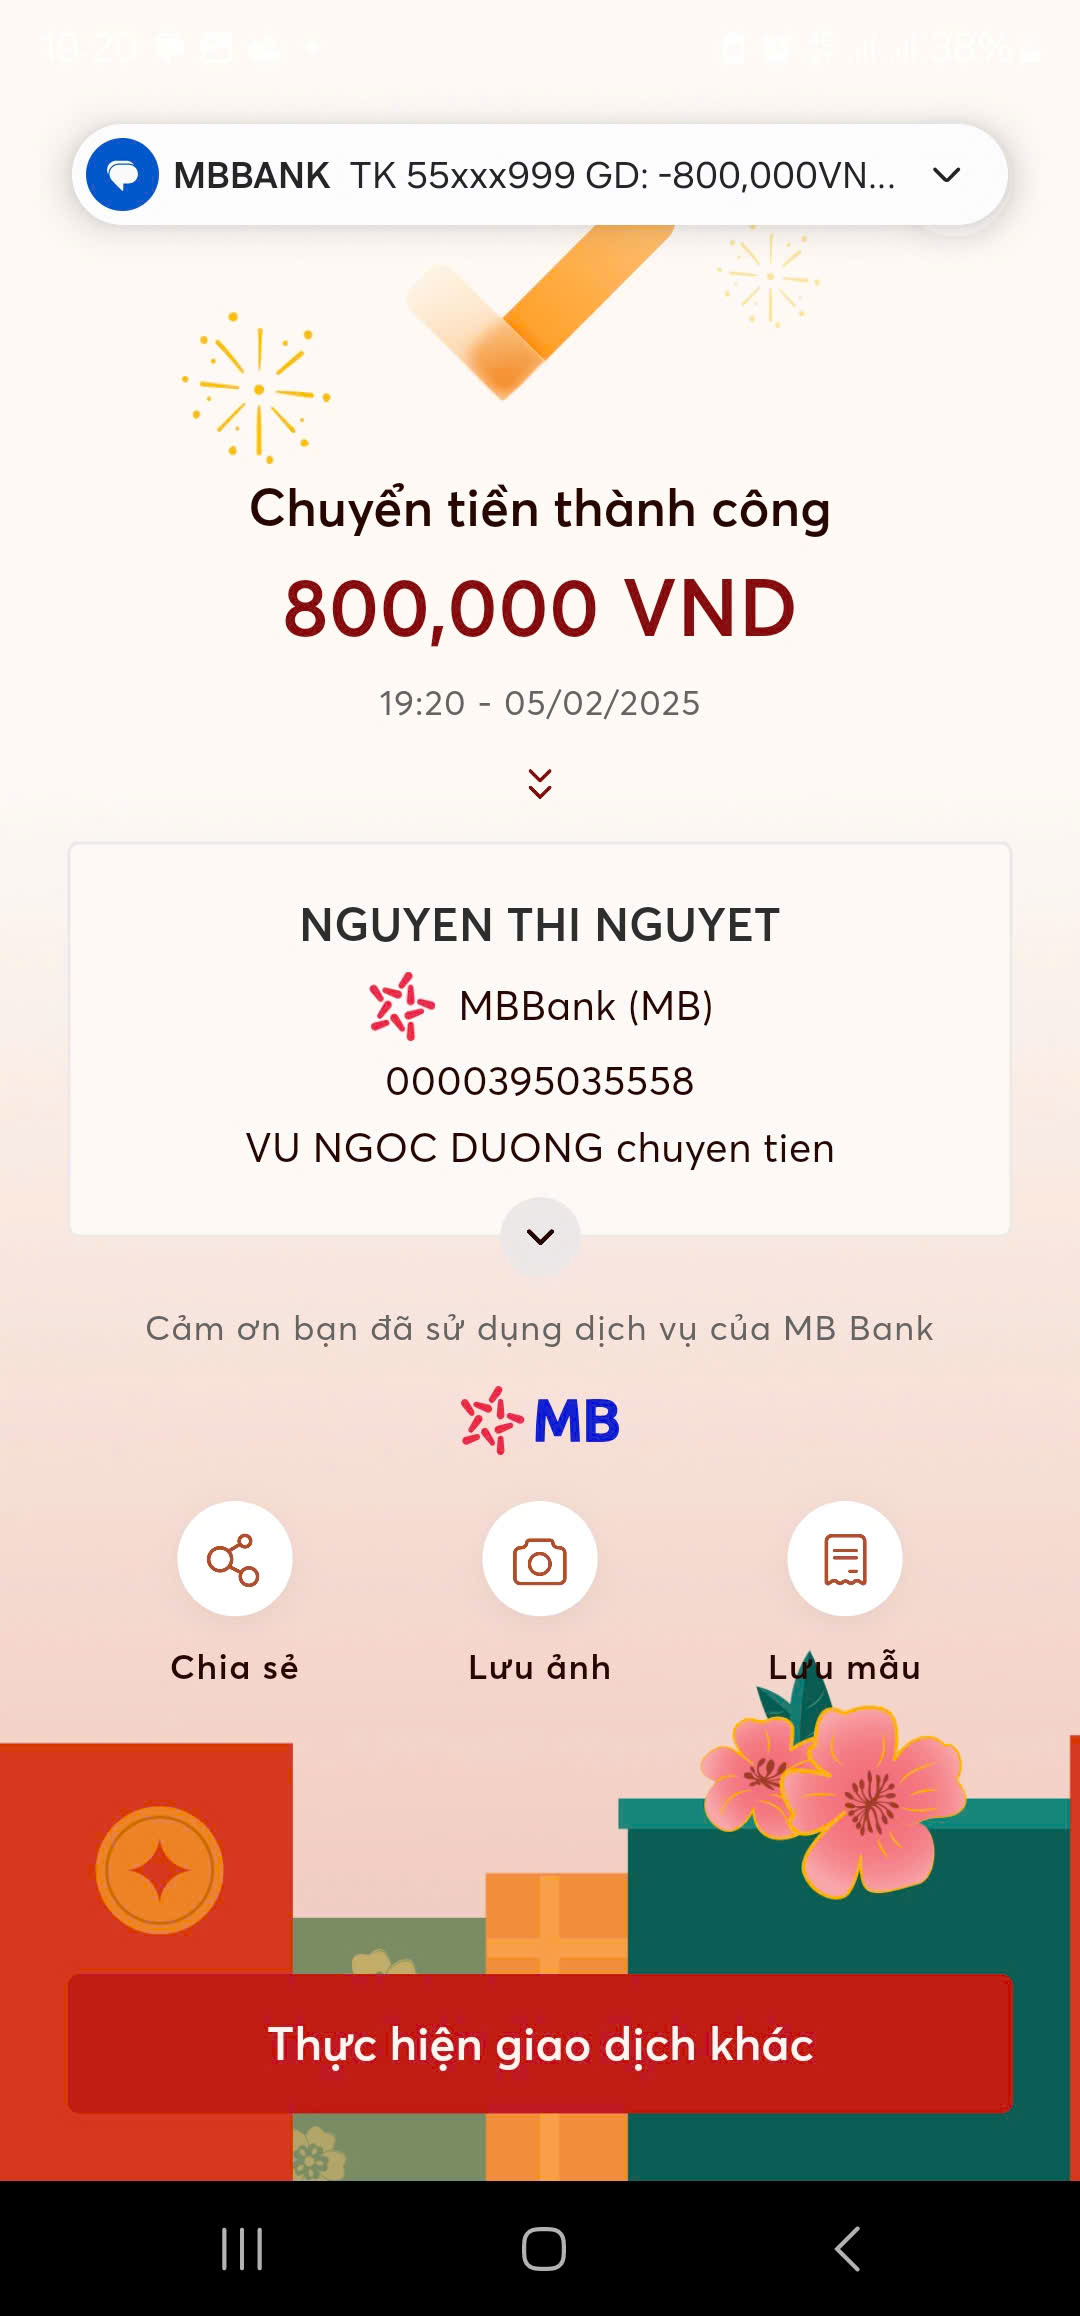 19:20
38%
MBBANK TK 55xxx999 GD: -800,000VN...
Chuyển tiền thành công
800,000 VND
19:20 - 05/02/2025
NGUYEN THI NGUYET
MBBank (MB)
0000395035558
VU NGOC DUONG chuyen tien
Cảm ơn bạn đã sử dụng dịch vụ của MB Bank
MB
Chia sẻ
Lưu ảnh
Lưu mẫu
Thực hiện giao dịch khác